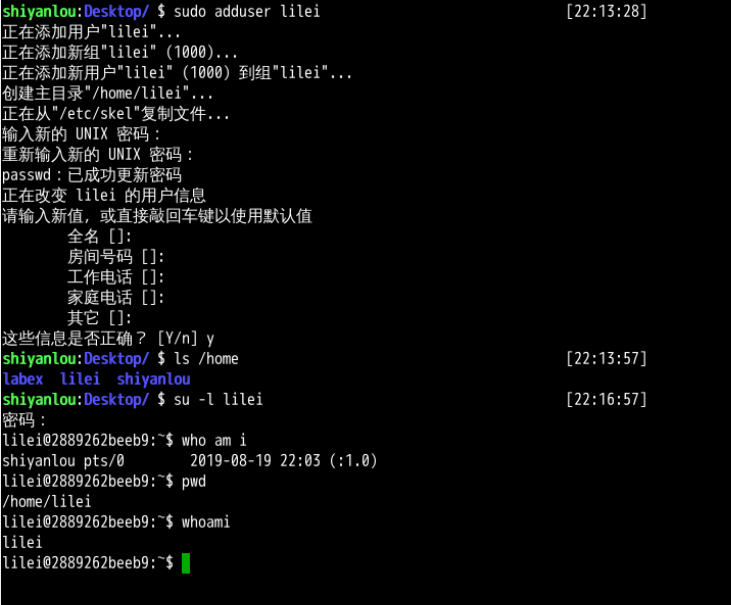 shiyanlou:Desktop/ $ sudo adduser lilei [22:13:28]
正在添加用户"lilei"...
正在添加新组"lilei" (1000)...
正在添加新用户"lilei" (1000) 到组"lilei"...
创建主目录"/home/lilei"...
正在从"/etc/skel"复制文件...
输入新的 UNIX 密码：
重新输入新的 UNIX 密码：
passwd：已成功更新密码
正在改变 lilei 的用户信息
请输入新值，或直接敲回车键以使用默认值
全名 []:
房间号码 []:
工作电话 []:
家庭电话 []:
其它 []:
这些信息是否正确？ [Y/n] y
shiyanlou:Desktop/ $ ls /home [22:13:57]
labex lilei shiyanlou
shiyanlou:Desktop/ $ su -l lilei [22:16:57]
密码：
lilei@2889262beeb9:~$ who am i
shiyanlou pts/0 2019-08-19 22:03 (:1.0)
lilei@2889262beeb9:~$ pwd
/home/lilei
lilei@2889262beeb9:~$ whoami
lilei
lilei@2889262beeb9:~$